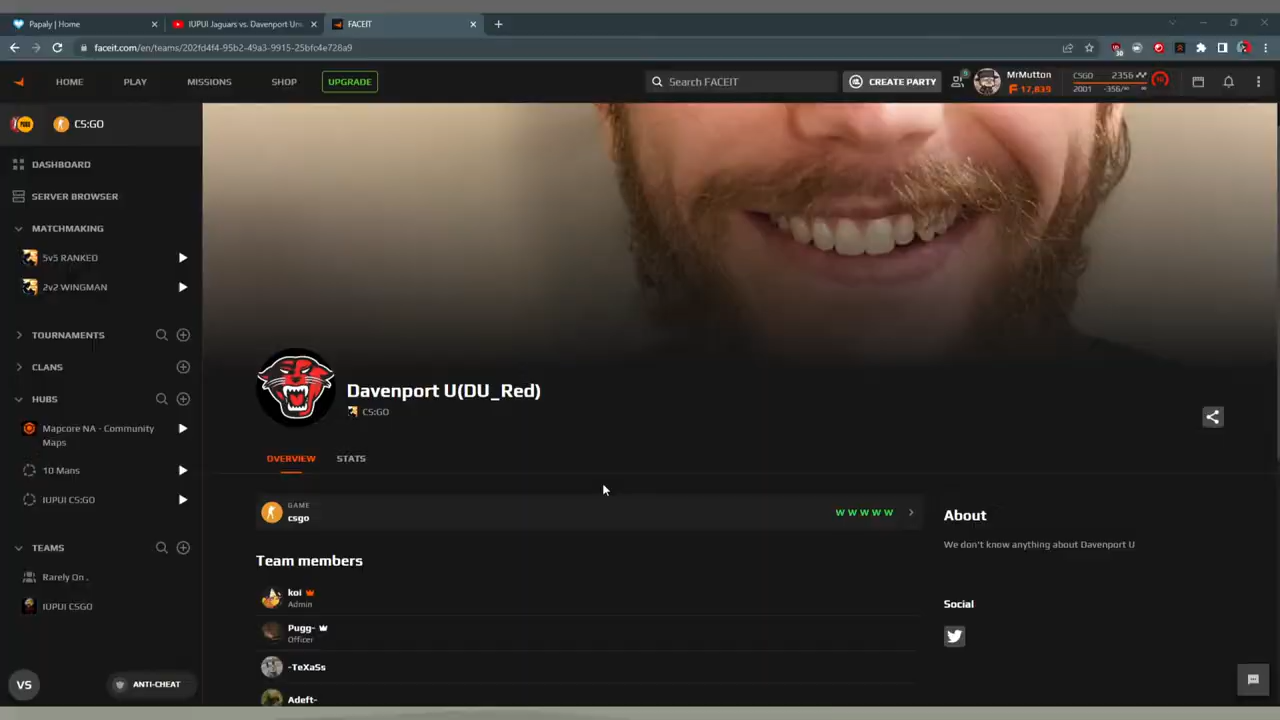 Papaly | Home
IUPUI Jaguars vs. Davenport Un
FACEIT
faceit.com/en/teams/202fd4f4-95b2-49a3-9915-25bfc4e728a9
HOME
PLAY
MISSIONS
SHOP
UPGRADE
Search FACEIT
CREATE PARTY
MrMutton
17,839
CSGO 2356
2001 -356/∞ ∞
CS:GO
DASHBOARD
SERVER BROWSER
MATCHMAKING
5v5 RANKED
2v2 WINGMAN
TOURNAMENTS
CLANS
HUBS
Mapcore NA - Community
Maps
10 Mans
IUPUI CS:GO
TEAMS
Rarely On .
IUPUI CSGO
VS
ANTI-CHEAT
Davenport U(DU_Red)
CS:GO
OVERVIEW
STATS
GAME
csgo
W W W W W
Team members
koi
Admin
Pugg-
Officer
-TeXaSs
Adeft-
About
We don't know anything about Davenport U
Social